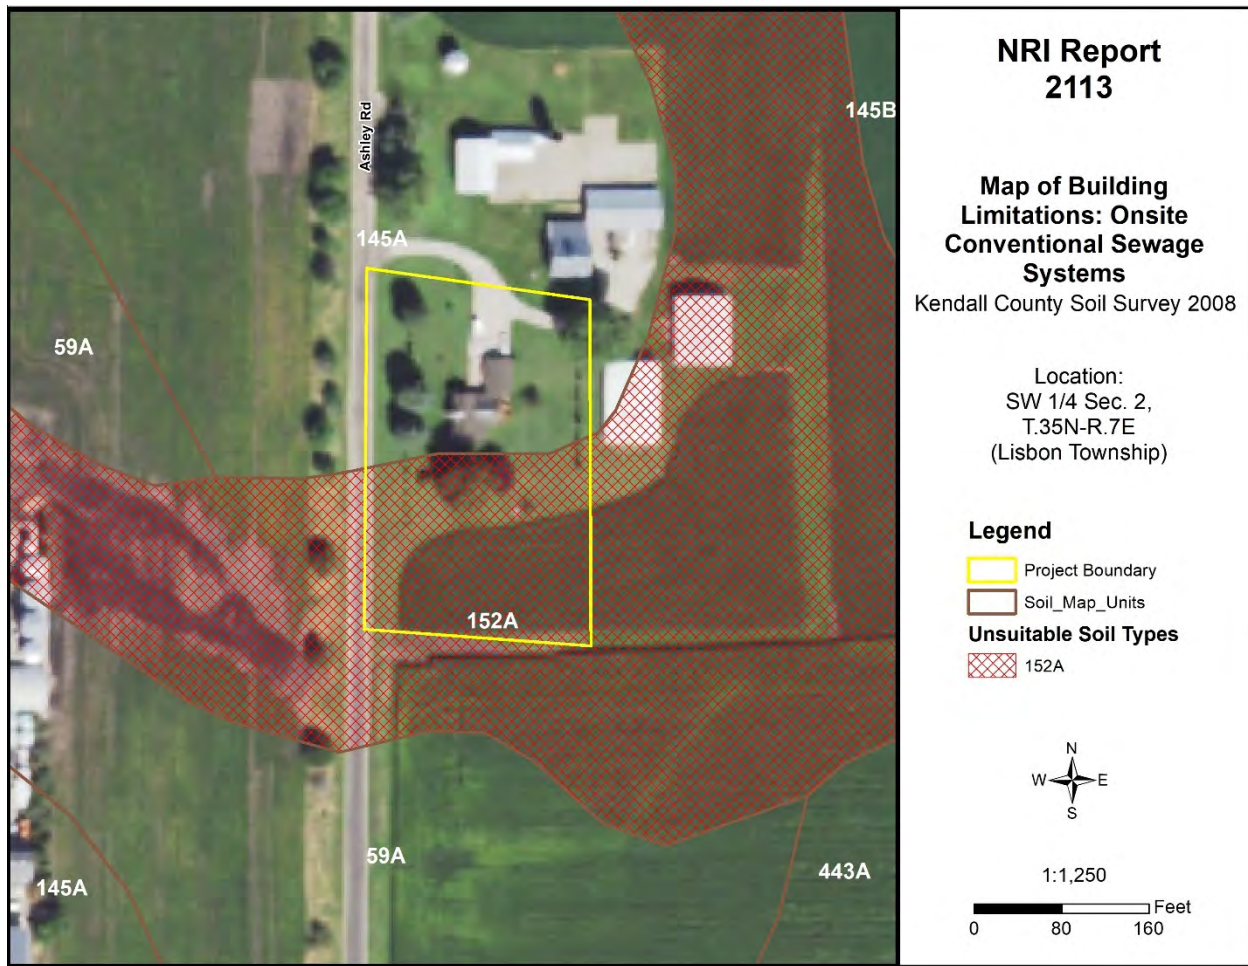 Ashley Rd
145B
145A
59A
152A
59A
145A
443A
NRI Report
2113
Map of Building
Limitations: Onsite
Conventional Sewage
Systems
Kendall County Soil Survey 2008
Location:
SW 1/4 Sec. 2,
T.35N-R.7E
(Lisbon Township)
Legend
Project Boundary
Soil_Map_Units
Unsuitable Soil Types
152A
N
W E
S
1:1,250
Feet
0 80 160